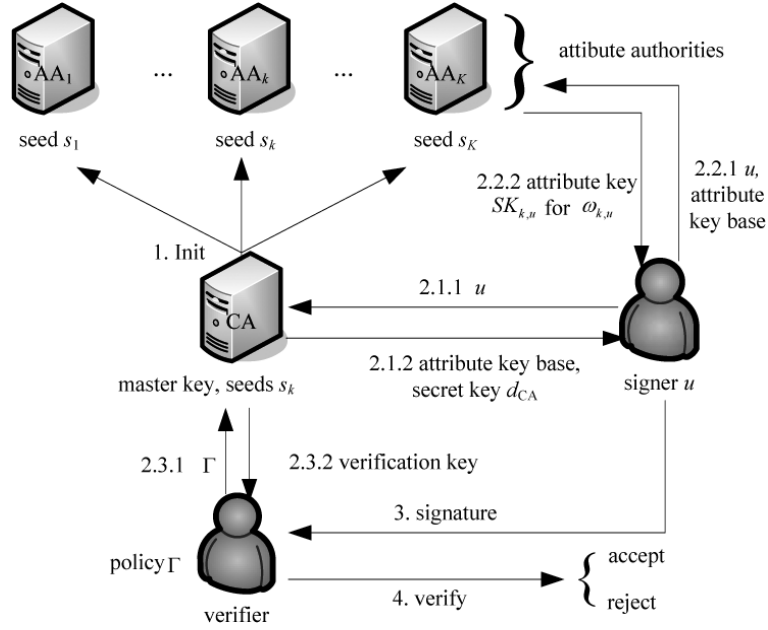 AA1 ... AAk ... AAK } attibute authorities
seed s1 seed sk seed sK
2.2.2 attribute key
SKk,u for ωk,u
2.2.1 u,
attribute
key base
1. Init
CA
2.1.1 u
2.1.2 attribute key base,
secret key dCA
master key, seeds sk
signer u
2.3.1 Γ
2.3.2 verification key
3. signature
policy Γ
verifier
4. verify
{ accept
reject